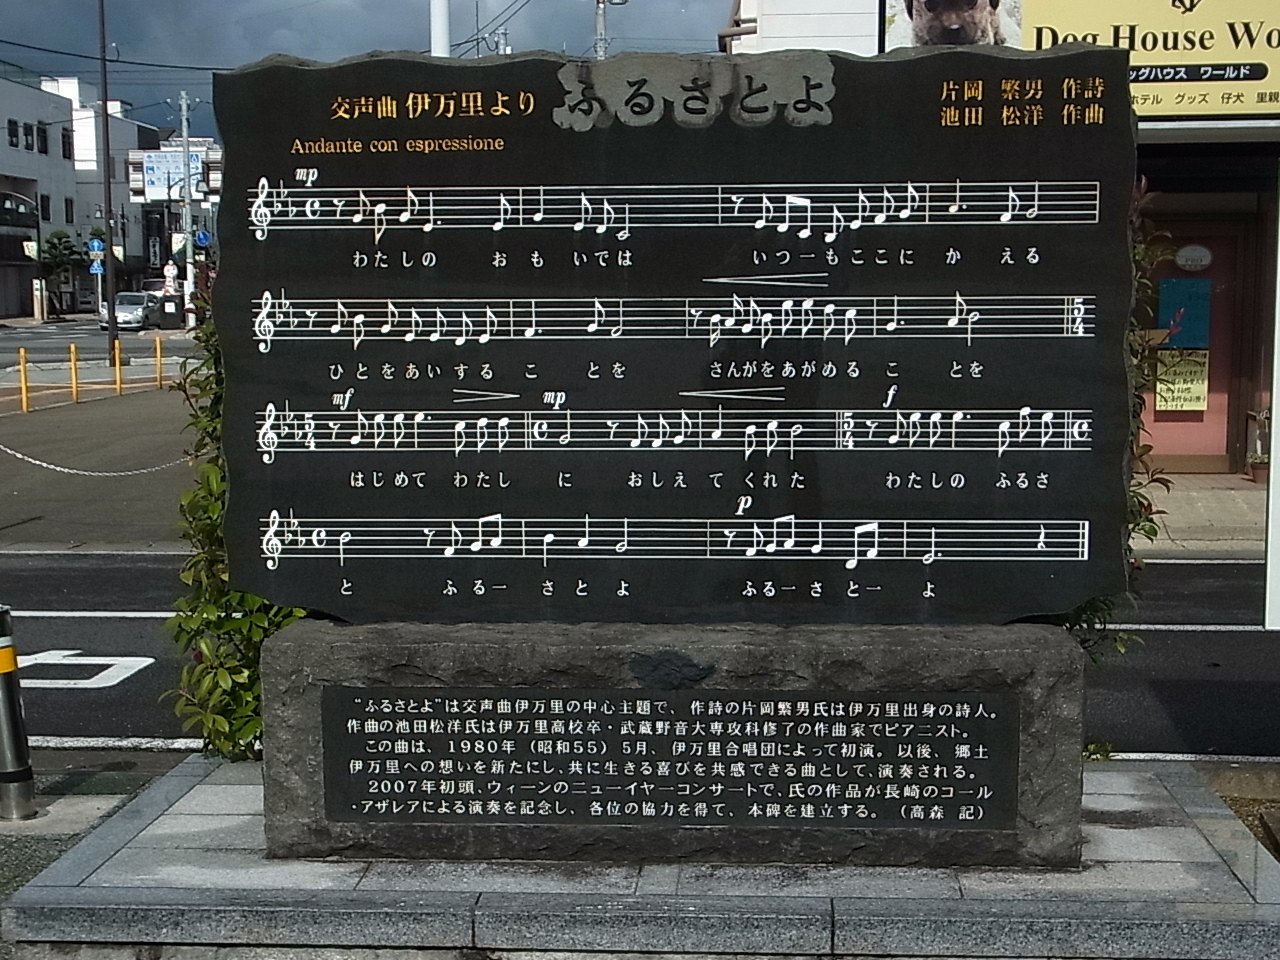 Dog House Wo
ッグハウス ワールド
ホテル グッズ 仔犬 里親
交声曲 伊万里より ふるさとよ
片岡 繁男 作詩
池田 松洋 作曲
Andante con espressione
mp
わたしの おもいでは いつーもここに かえる
ひとをあいする ことを さんがをあがめる ことを
5/4
mf mp f
5/4 5/4
はじめて わたしに おしえて くれた わたしの ふるさ
p
と ふるーさとよ ふるーさとーよ
“ふるさとよ”は交声曲伊万里の中心主題で、作詩の片岡繁男氏は伊万里出身の詩人。
作曲の池田松洋氏は伊万里高校卒・武蔵野音大専攻科修了の作曲家でピアニスト。
この曲は、1980年（昭和55）5月、伊万里合唱団によって初演。以後、郷土
伊万里への想いを新たにし、共に生きる喜びを共感できる曲として、演奏される。
2007年初頭、ウィーンのニューイヤーコンサートで、氏の作品が長崎のコール
・アザレアによる演奏を記念し、各位の協力を得て、本碑を建立する。（高森 記）